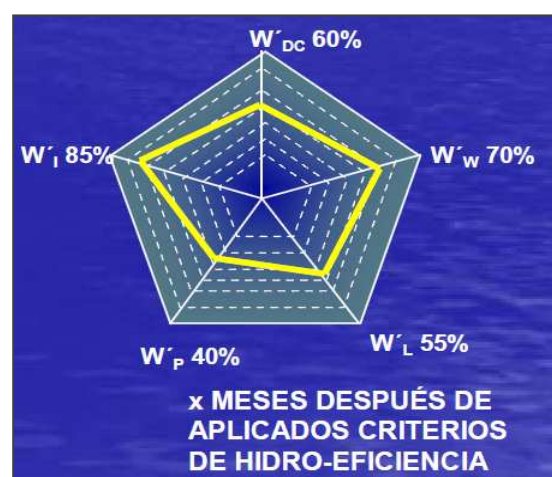 W´DC 60%
W´I 85%
W´W 70%
W´P 40%
W´L 55%
x MESES DESPUÉS DE
APLICADOS CRITERIOS
DE HIDRO-EFICIENCIA